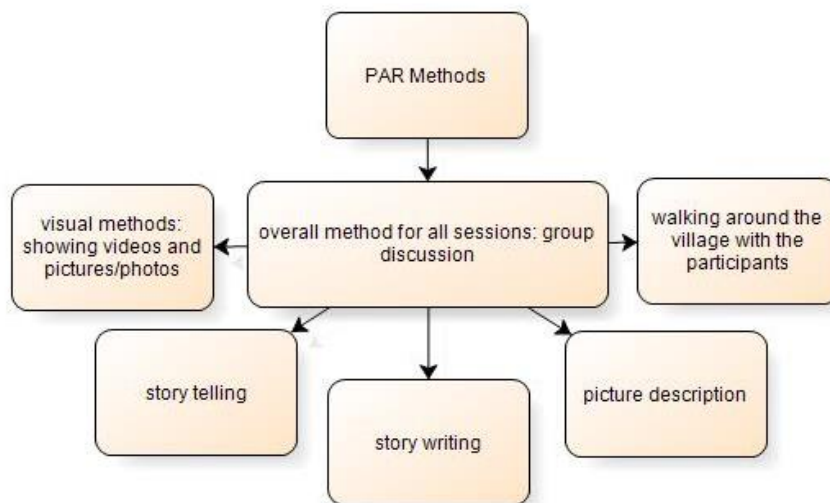 PAR Methods
visual methods:
showing videos and
pictures/photos
overall method for all sessions: group
discussion
walking around the
village with the
participants
story telling
story writing
picture description